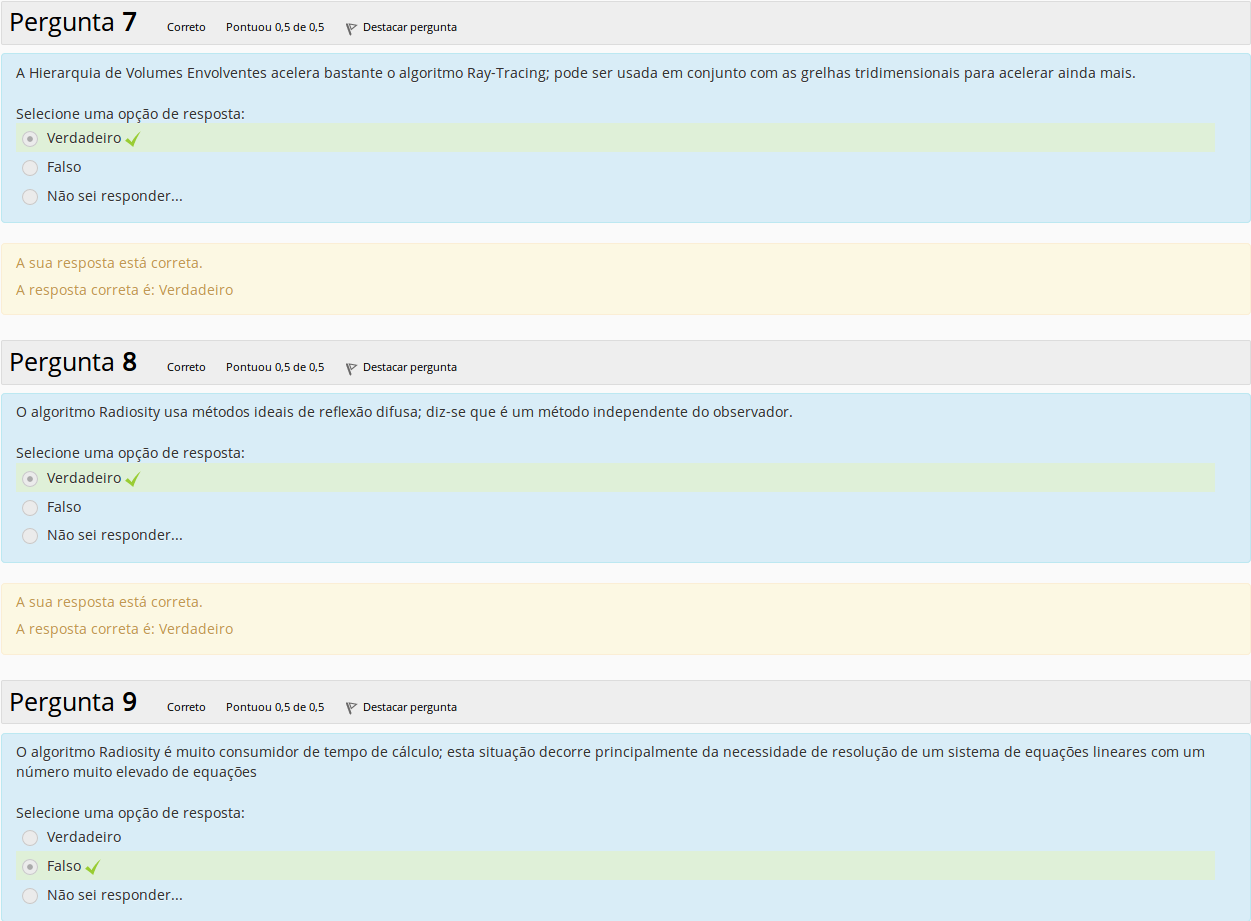 Pergunta 7 Correto Pontuou 0,5 de 0,5 Destacar pergunta
A Hierarquia de Volumes Envolventes acelera bastante o algoritmo Ray-Tracing; pode ser usada em conjunto com as grelhas tridimensionais para acelerar ainda mais.
Selecione uma opção de resposta:
Verdadeiro
Falso
Não sei responder...
A sua resposta está correta.
A resposta correta é: Verdadeiro
Pergunta 8 Correto Pontuou 0,5 de 0,5 Destacar pergunta
O algoritmo Radiosity usa métodos ideais de reflexão difusa; diz-se que é um método independente do observador.
Selecione uma opção de resposta:
Verdadeiro
Falso
Não sei responder...
A sua resposta está correta.
A resposta correta é: Verdadeiro
Pergunta 9 Correto Pontuou 0,5 de 0,5 Destacar pergunta
O algoritmo Radiosity é muito consumidor de tempo de cálculo; esta situação decorre principalmente da necessidade de resolução de um sistema de equações lineares com um
número muito elevado de equações
Selecione uma opção de resposta:
Verdadeiro
Falso
Não sei responder...